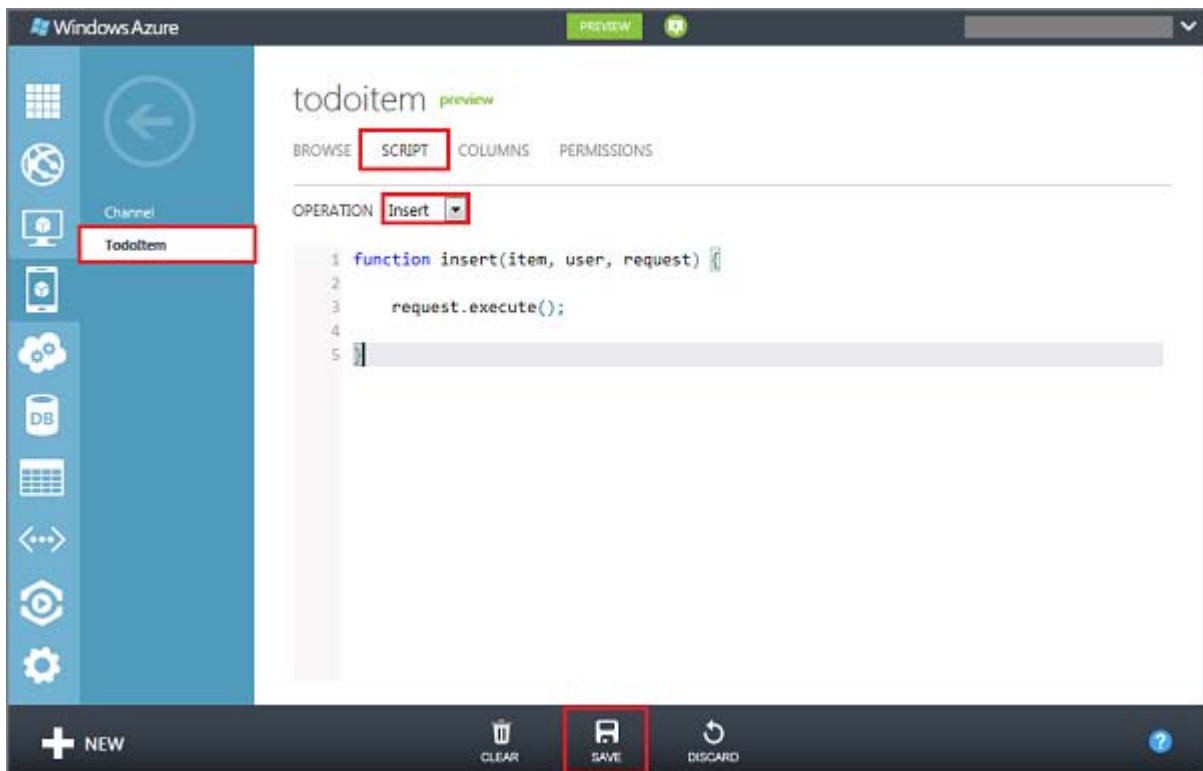 Windows Azure
PREVIEW
todoitem preview
BROWSE SCRIPT COLUMNS PERMISSIONS
Channel
TodoItem
OPERATION Insert
1 function insert(item, user, request) {
2
3 request.execute();
4
5 }
DB
NEW
CLEAR
SAVE
DISCARD
?